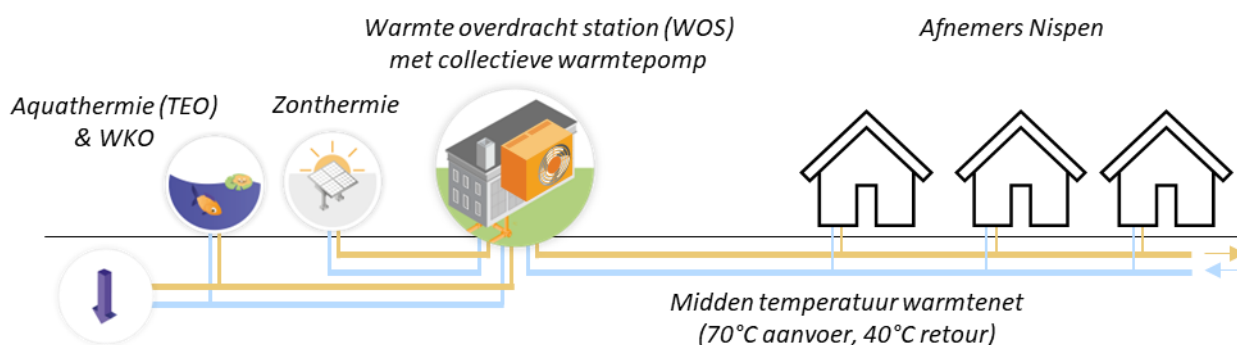 Warmte overdracht station (WOS)
met collectieve warmtepomp
Afnemers Nispen
Aquathermie (TEO)
& WKO
Zonthermie
Midden temperatuur warmtenet
(70°C aanvoer, 40°C retour)